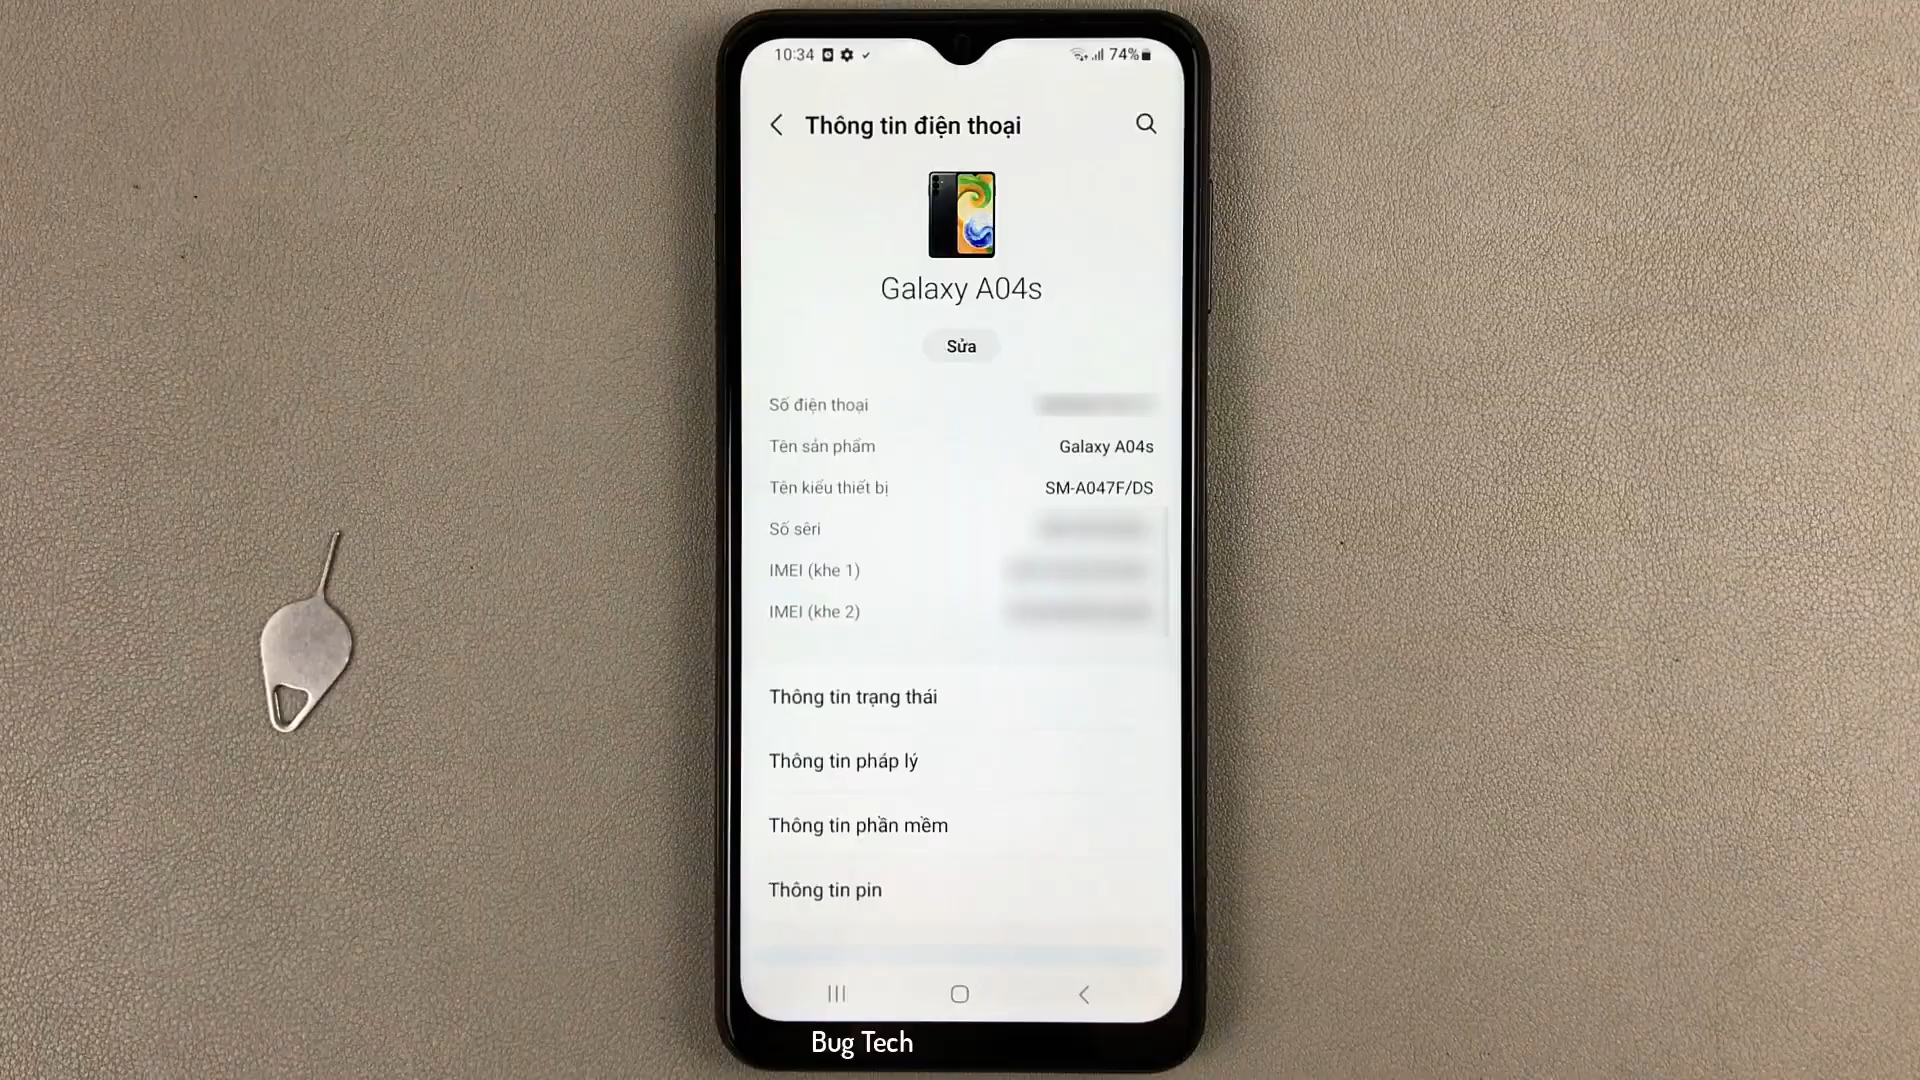 10:34 74%
Thông tin điện thoại
Galaxy A04s
Sửa
Số điện thoại
Tên sản phẩm Galaxy A04s
Tên kiểu thiết bị SM-A047F/DS
Số sêri
IMEI (khe 1)
IMEI (khe 2)
Thông tin trạng thái
Thông tin pháp lý
Thông tin phần mềm
Thông tin pin
Bug Tech